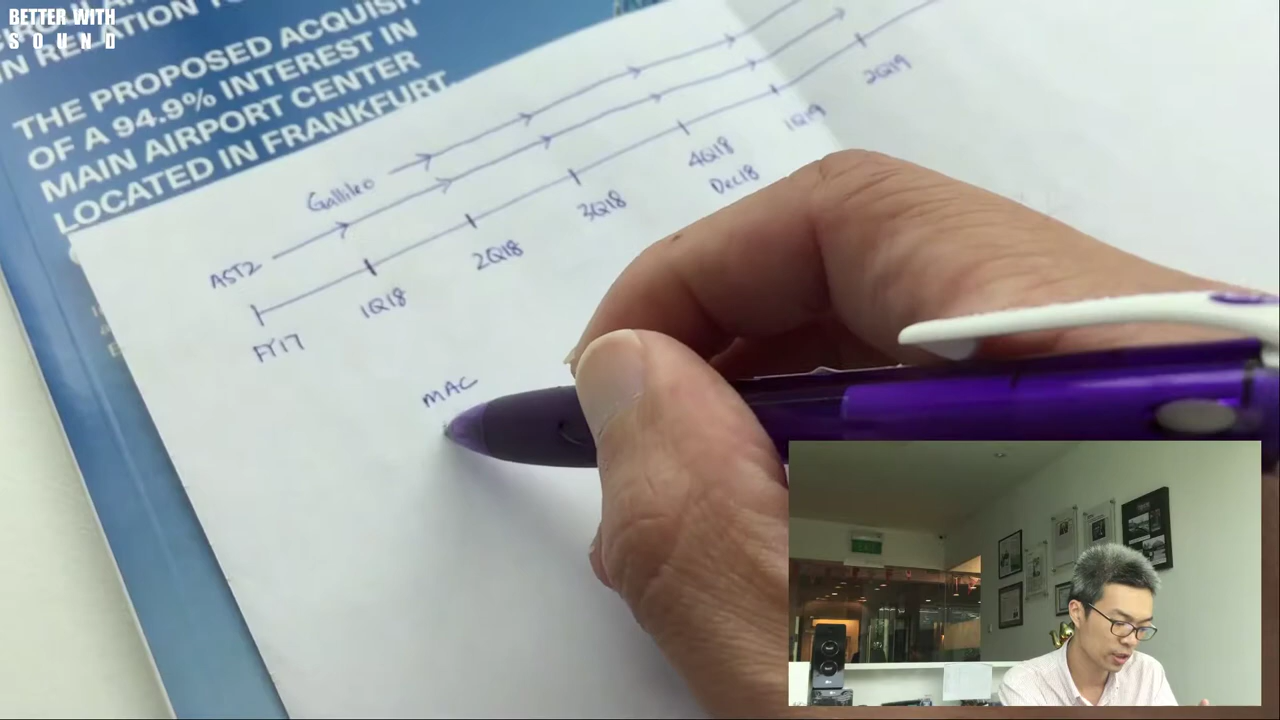 BETTER WITH
SOUND
THE PROPOSED ACQUISI
OF A 94.9% INTEREST IN
MAIN AIRPORT CENTER
LOCATED IN FRANKFURT,
Gallileo
AST2
FY17
1Q18
2Q18
3Q18
4Q18
Dec18
1Q19
2Q19
MAC